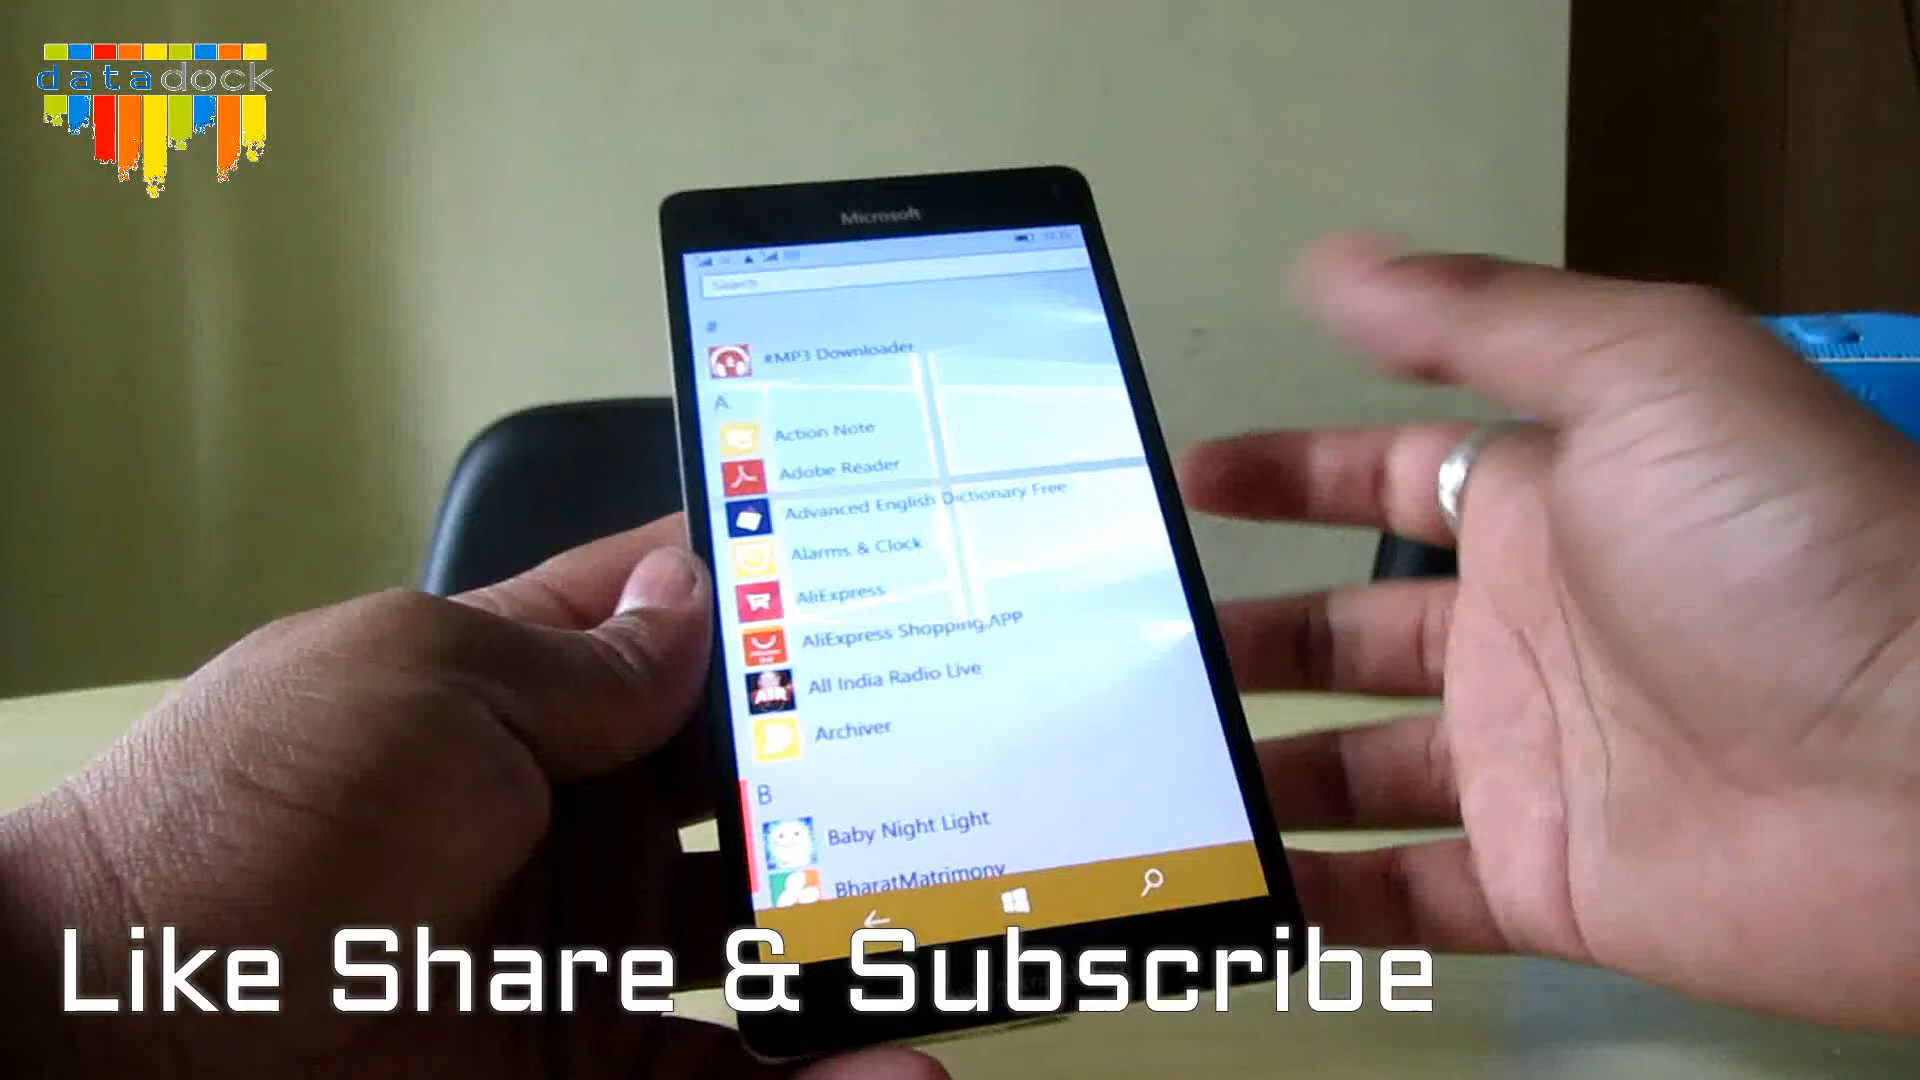 datadock
Microsoft
Search
#
#MP3 Downloader
A
Action Note
Adobe Reader
Advanced English Dictionary Free
Alarms & Clock
AliExpress
AliExpress Shopping APP
All India Radio Live
AIR
Archiver
B
Baby Night Light
BharatMatrimony
Like Share & Subscribe